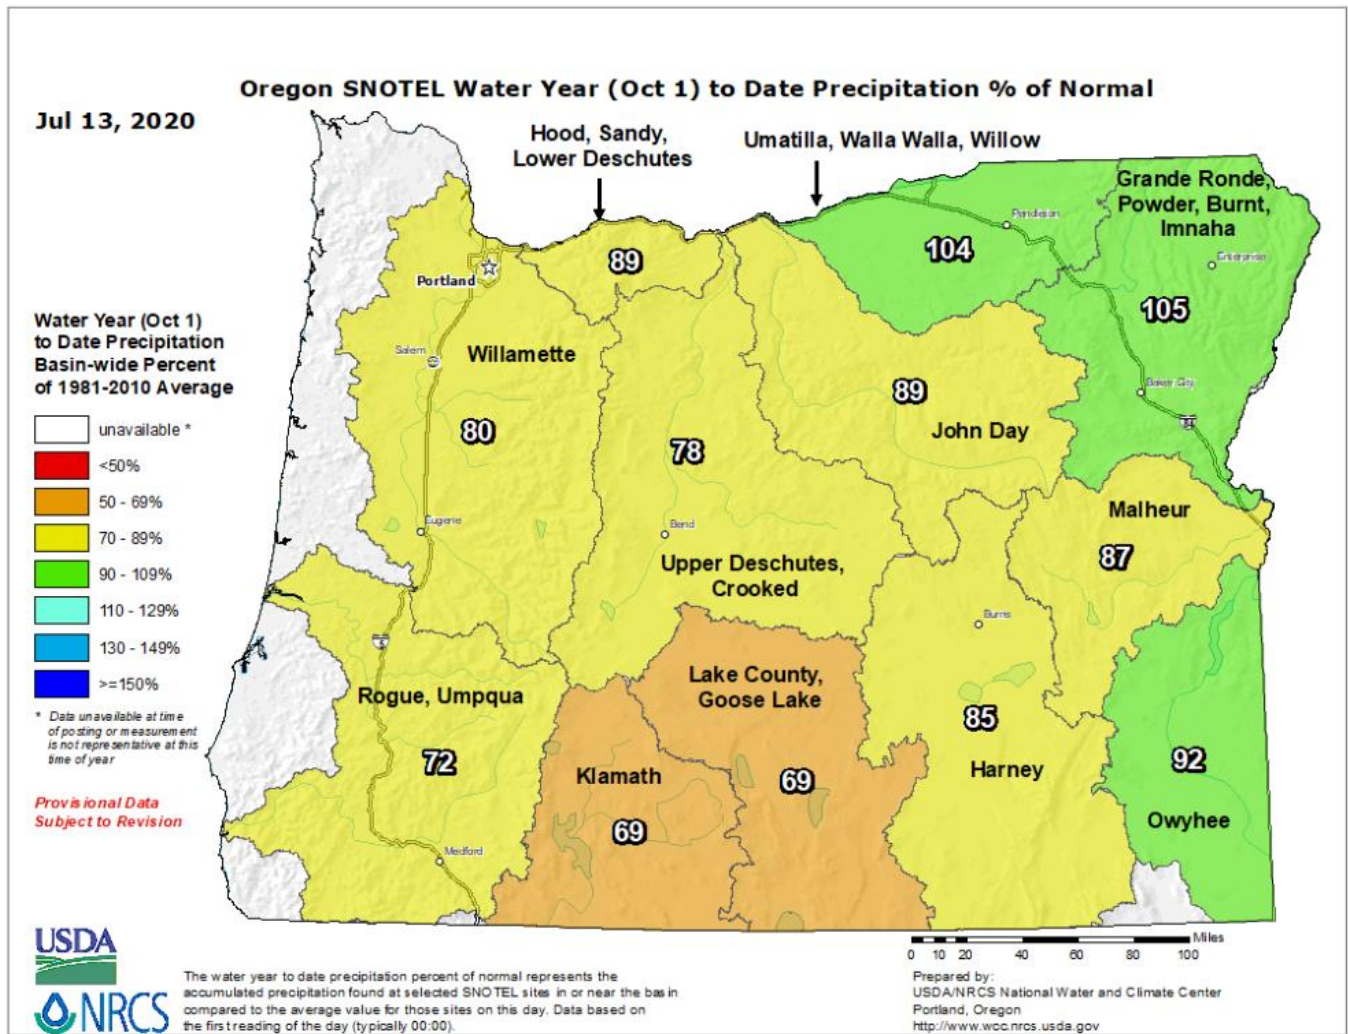 Oregon SNOTEL Water Year (Oct 1) to Date Precipitation % of Normal
Jul 13, 2020
Hood, Sandy,
Lower Deschutes
Umatilla, Walla Walla, Willow
Grande Ronde,
Powder, Burnt,
Imnaha
Pendleton
Enterprise
104
89
Portland
105
Water Year (Oct 1)
to Date Precipitation
Basin-wide Percent
of 1981-2010 Average
Salem
Willamette
89
Baker City
John Day
84
80
78
unavailable *
<50%
50 - 69%
70 - 89%
90 - 109%
110 - 129%
130 - 149%
>=150%
Malheur
87
Eugene
Bend
Upper Deschutes,
Crooked
Burns
5
Lake County,
Goose Lake
Rogue, Umpqua
85
* Data unavailable at time
of posting or measurement
is not representative at this
time of year
72
Klamath
69
69
Harney
92
Owyhee
Provisional Data
Subject to Revision
Medford
Miles
0 10 20 40 60 80 100
USDA
NRCS
The water year to date precipitation percent of normal represents the
accumulated precipitation found at selected SNOTEL sites in or near the basin
compared to the average value for those sites on this day. Data based on
the first reading of the day (typically 00:00).
Prepared by:
USDA/NRCS National Water and Climate Center
Portland, Oregon
http://www.wcc.nrcs.usda.gov